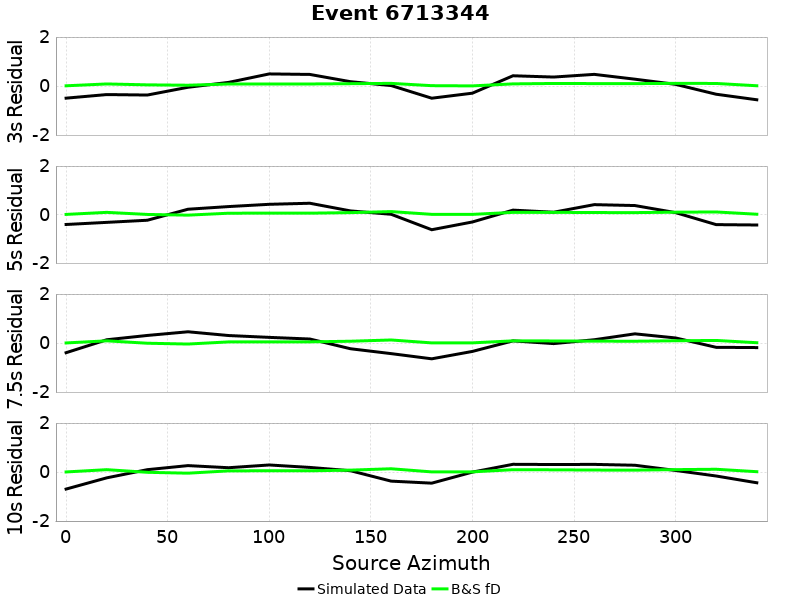 Event 6713344
3s Residual
2
0
-2
5s Residual
2
0
-2
7.5s Residual
2
0
-2
10s Residual
2
0
-2
0 50 100 150 200 250 300
Source Azimuth
Simulated Data B&S fD